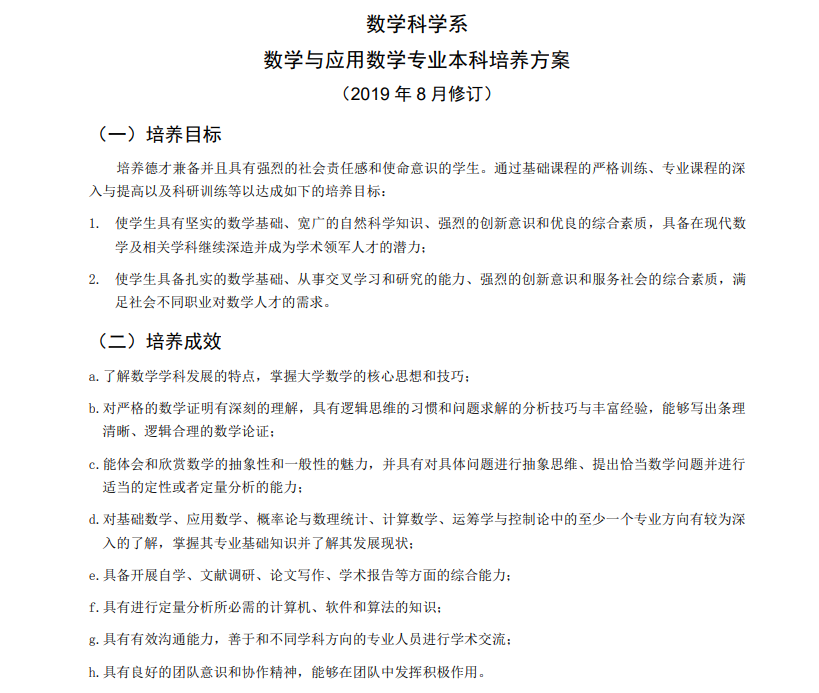 数学科学系
数学与应用数学专业本科培养方案
（2019 年 8 月修订）
（一）培养目标
培养德才兼备并且具有强烈的社会责任感和使命意识的学生。通过基础课程的严格训练、专业课程的深
入与提高以及科研训练等以达成如下的培养目标：
1. 使学生具有坚实的数学基础、宽广的自然科学知识、强烈的创新意识和优良的综合素质，具备在现代数
学及相关学科继续深造并成为学术领军人才的潜力；
2. 使学生具备扎实的数学基础、从事交叉学习和研究的能力、强烈的创新意识和服务社会的综合素质，满
足社会不同职业对数学人才的需求。
（二）培养成效
a. 了解数学学科发展的特点，掌握大学数学的核心思想和技巧；
b. 对严格的数学证明有深刻的理解，具有逻辑思维的习惯和问题求解的分析技巧与丰富经验，能够写出条理
清晰、逻辑合理的数学论证；
c. 能体会和欣赏数学的抽象性和一般性的魅力，并具有对具体问题进行抽象思维、提出恰当数学问题并进行
适当的定性或者定量分析的能力；
d. 对基础数学、应用数学、概率论与数理统计、计算数学、运筹学与控制论中的至少一个专业方向有较为深
入的了解，掌握其专业基础知识并了解其发展现状；
e. 具备开展自学、文献调研、论文写作、学术报告等方面的综合能力；
f. 具有进行定量分析所必需的计算机、软件和算法的知识；
g. 具有有效沟通能力，善于和不同学科方向的专业人员进行学术交流；
h. 具有良好的团队意识和协作精神，能够在团队中发挥积极作用。